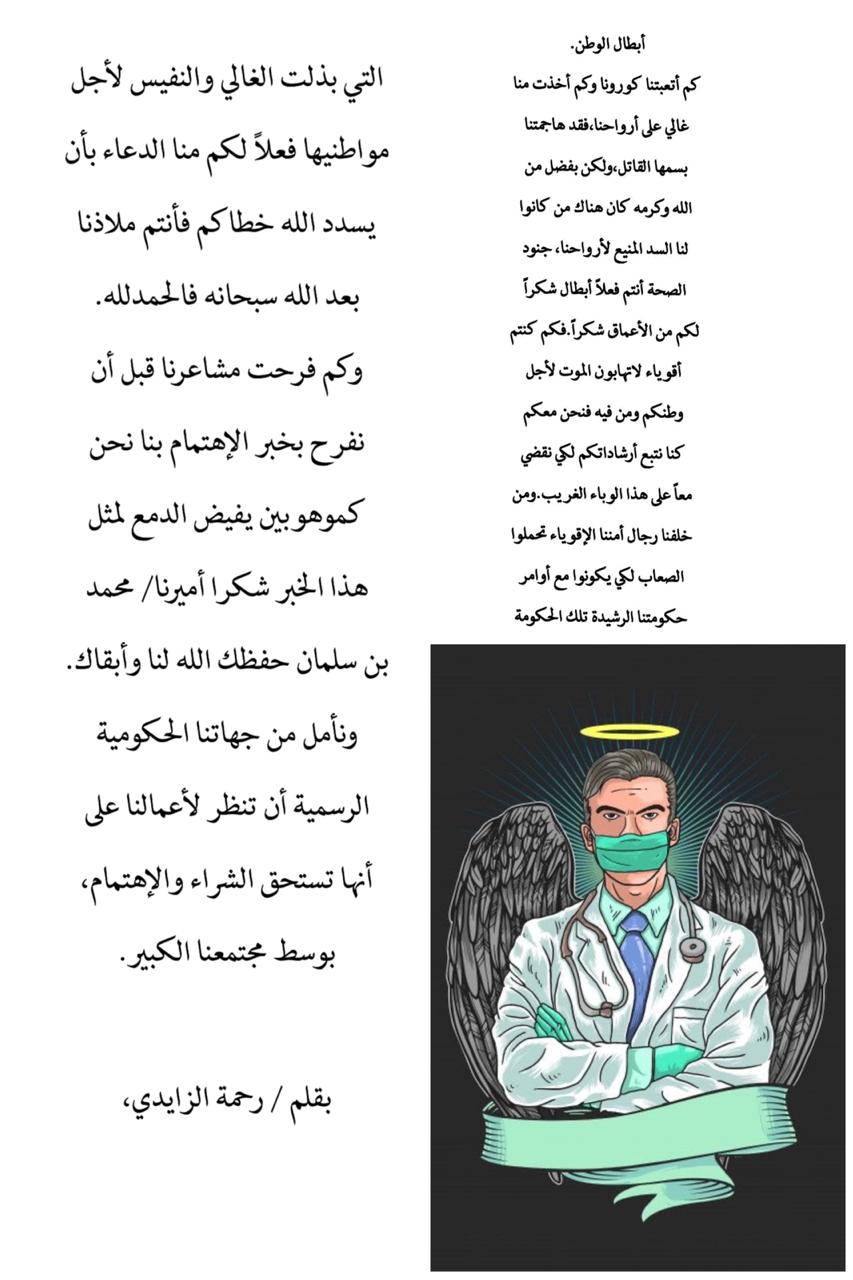 أبطال الوطن.
كم أتعبتنا كورونا وكم أخذت منا
غالي على أرواحنا،فقد هاجمتنا
بسمها القاتل،ولكن بفضل من
الله وكرمه كان هناك من كانوا
لنا السد المنيع لأرواحنا، جنود
الصحة أنتم فعلاً أبطال شكراً
لكم من الأعماق شكراً.فكم كنتم
أقوياء لاتهابون الموت لأجل
وطنكم ومن فيه فنحن معكم
كنا نتبع أرشاداتكم لكي نقضي
معاً على هذا الوباء الغريب.ومن
خلفنا رجال أمننا الإقوياء تحملوا
الصعاب لكي يكونوا مع أوامر
حكومتنا الرشيدة تلك الحكومة
التي بذلت الغالي والنفيس لأجل
مواطنيها فعلاً لكم منا الدعاء بأن
يسدد الله خطاكم فأنتم ملاذنا
بعد الله سبحانه فالحمدلله.
وكم فرحت مشاعرنا قبل أن
نفرح بخبر الإهتمام بنا نحن
كموهوبين يفيض الدمع لمثل
هذا الخبر شكرا أميرنا/ محمد
بن سلمان حفظك الله لنا وأبقاك.
ونأمل من جهاتنا الحكومية
الرسمية أن تنظر لأعمالنا على
أنها تستحق الشراء والإهتمام،
بوسط مجتمعنا الكبير.
بقلم / رحمة الزايدي،